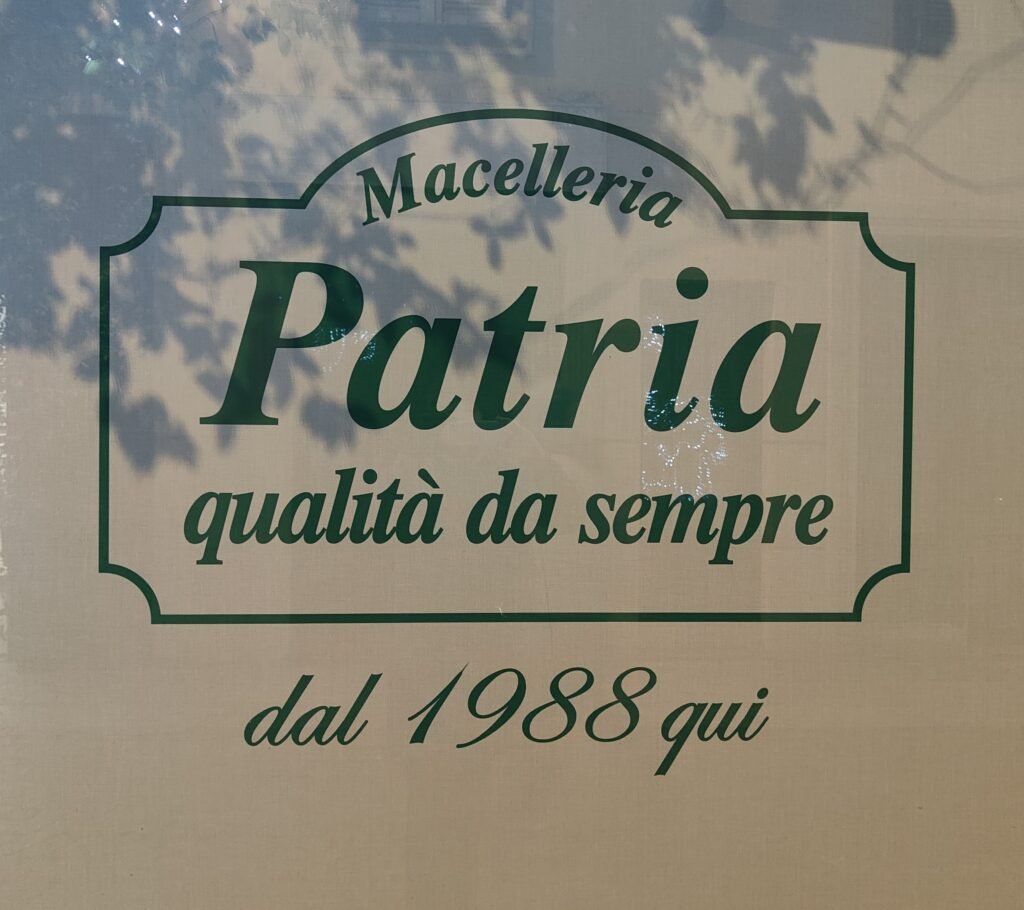 Macelleria
Patria
qualità da sempre
dal 1988 qui